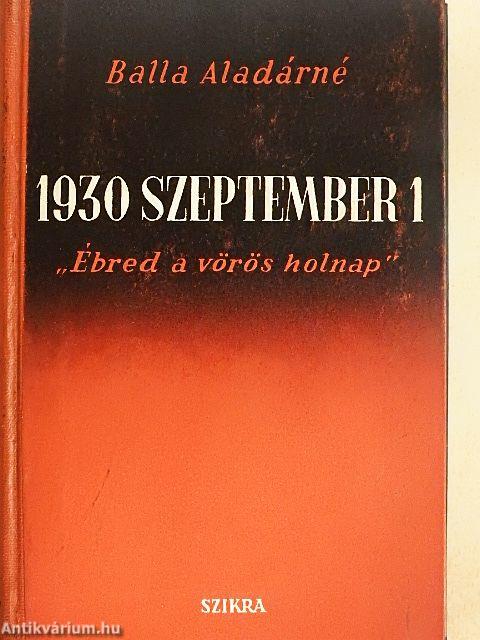 Balla Aladárné
1930 SZEPTEMBER 1
„Ébred a vörös holnap"
SZIKRA
Antikvárium.hu